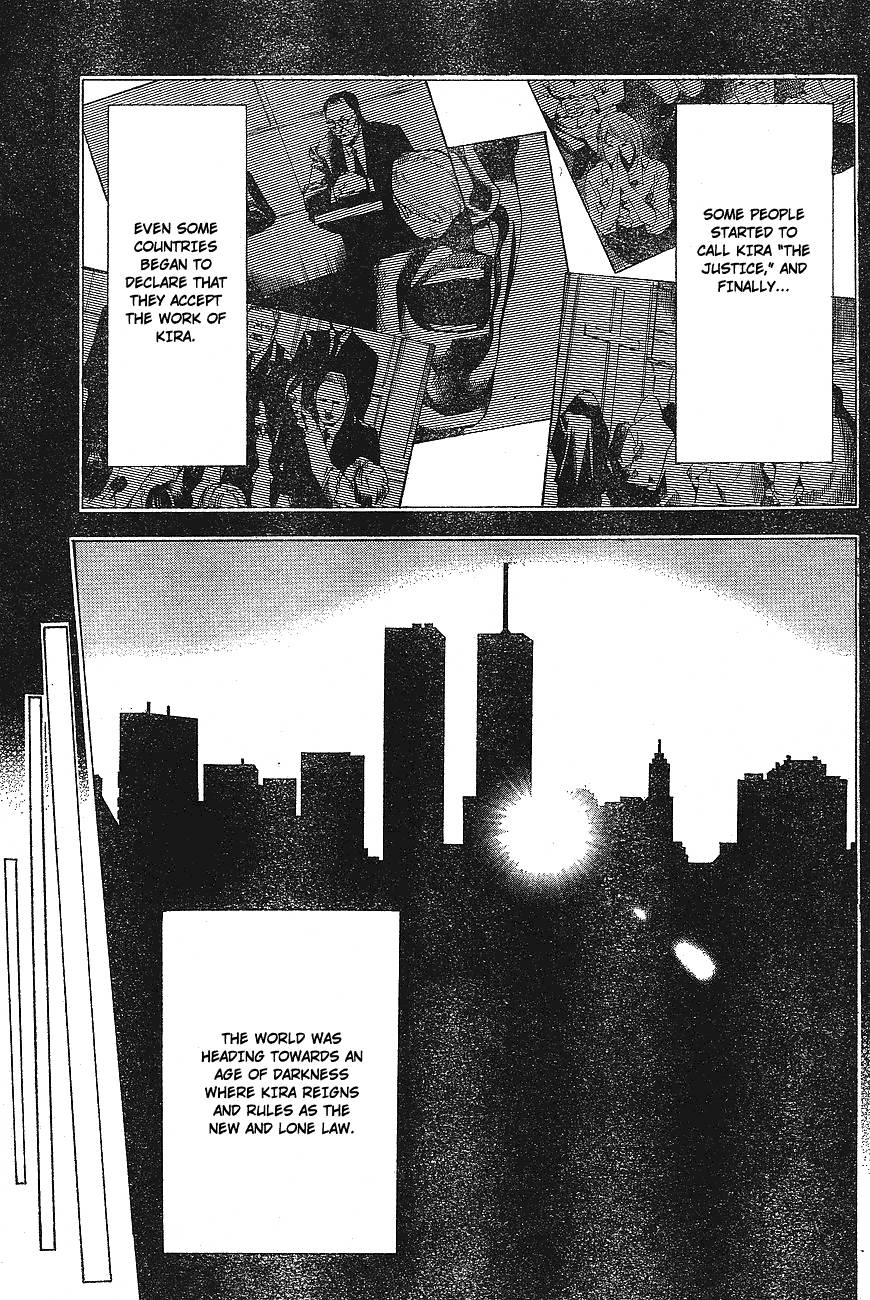 SOME PEOPLE
STARTED TO
CALL KIRA "THE
JUSTICE," AND
FINALLY...
EVEN SOME
COUNTRIES
BEGAN TO
DECLARE THAT
THEY ACCEPT
THE WORK OF
KIRA.
THE WORLD WAS
HEADING TOWARDS AN
AGE OF DARKNESS
WHERE KIRA REIGNS
AND RULES AS THE
NEW AND LONE LAW.